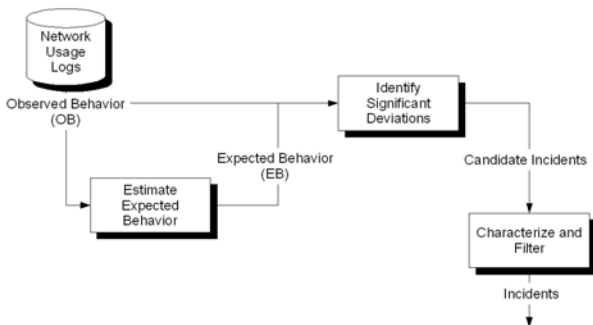 Network
Usage
Logs
Observed Behavior
(OB)
Identify
Significant
Deviations
Expected Behavior
(EB)
Candidate Incidents
Estimate
Expected
Behavior
Characterize and
Filter
Incidents